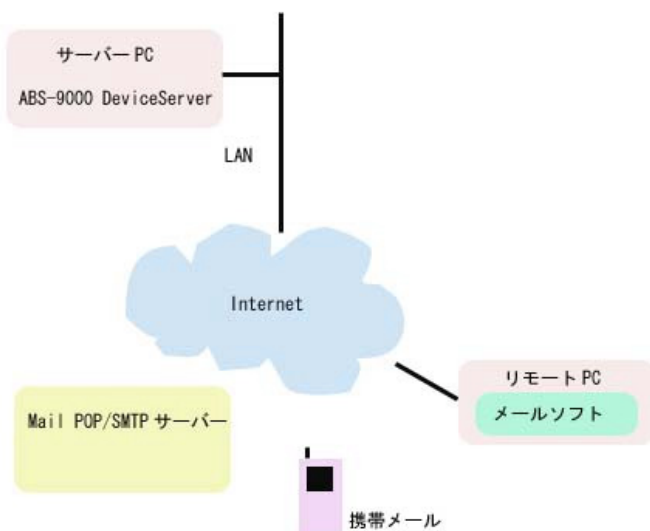 サーバーPC
ABS-9000 DeviceServer
LAN
Internet
リモートPC
メールソフト
Mail POP/SMTP サーバー
携帯メール